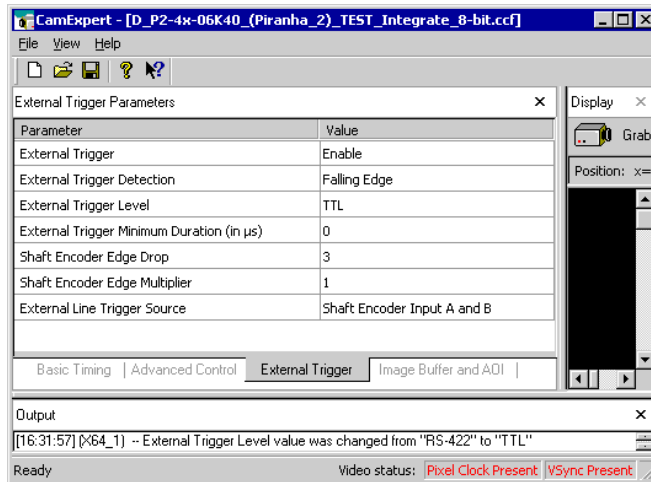 CamExpert - [D_P2-4x-06K40_(Piranha_2)_TEST_Integrate_8-bit.ccf]
File View Help
External Trigger Parameters
Parameter Value
External Trigger Enable
External Trigger Detection Falling Edge
External Trigger Level TTL
External Trigger Minimum Duration (in µs) 0
Shaft Encoder Edge Drop 3
Shaft Encoder Edge Multiplier 1
External Line Trigger Source Shaft Encoder Input A and B
Basic Timing | Advanced Control External Trigger Image Buffer and AOI |
Display
Grab
Position: x=
Output
[16:31:57] (X64_1) -- External Trigger Level value was changed from "RS-422" to "TTL"
Ready Video status: Pixel Clock Present VSync Present